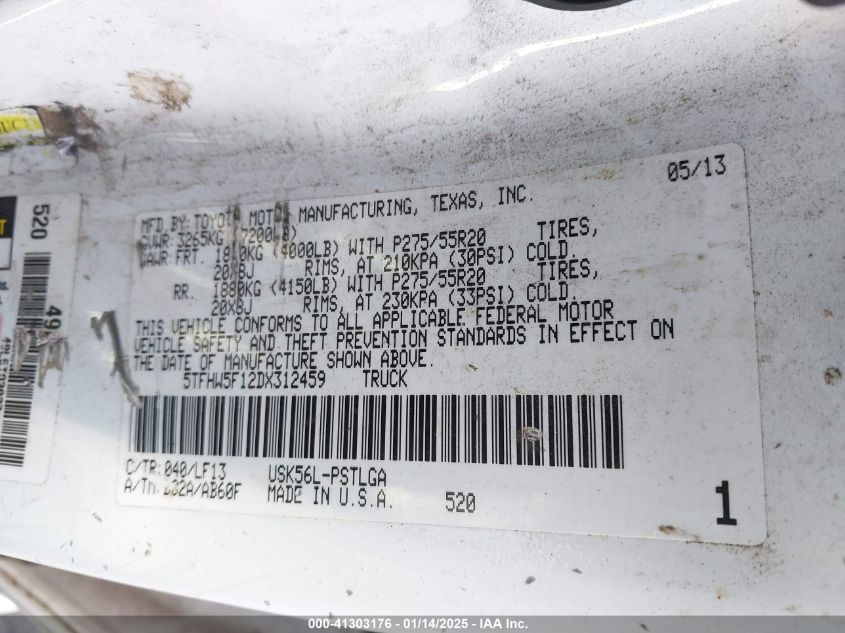 05/13
MFD BY: TOYOTA MOTOR MANUFACTURING, TEXAS, INC.
GVWR: 3265KG (7200LB)
GAWR: FRT. 1810KG (4000LB) WITH P275/55R20 TIRES,
20X8J RIMS, AT 210KPA (30PSI) COLD
RR. 1880KG (4150LB) WITH P275/55R20 TIRES,
20X8J RIMS, AT 230KPA (33PSI) COLD
THIS VEHICLE CONFORMS TO ALL APPLICABLE FEDERAL MOTOR
VEHICLE SAFETY AND THEFT PREVENTION STANDARDS IN EFFECT ON
THE DATE OF MANUFACTURE SHOWN ABOVE.
5TFHW5F12DX312459 TRUCK
C/TR: 040/LF13 USK56L-PSTLGA
A/TM: B32A/AB60F MADE IN U.S.A. 520
1
520
000-41303176 - 01/14/2025 - IAA Inc.